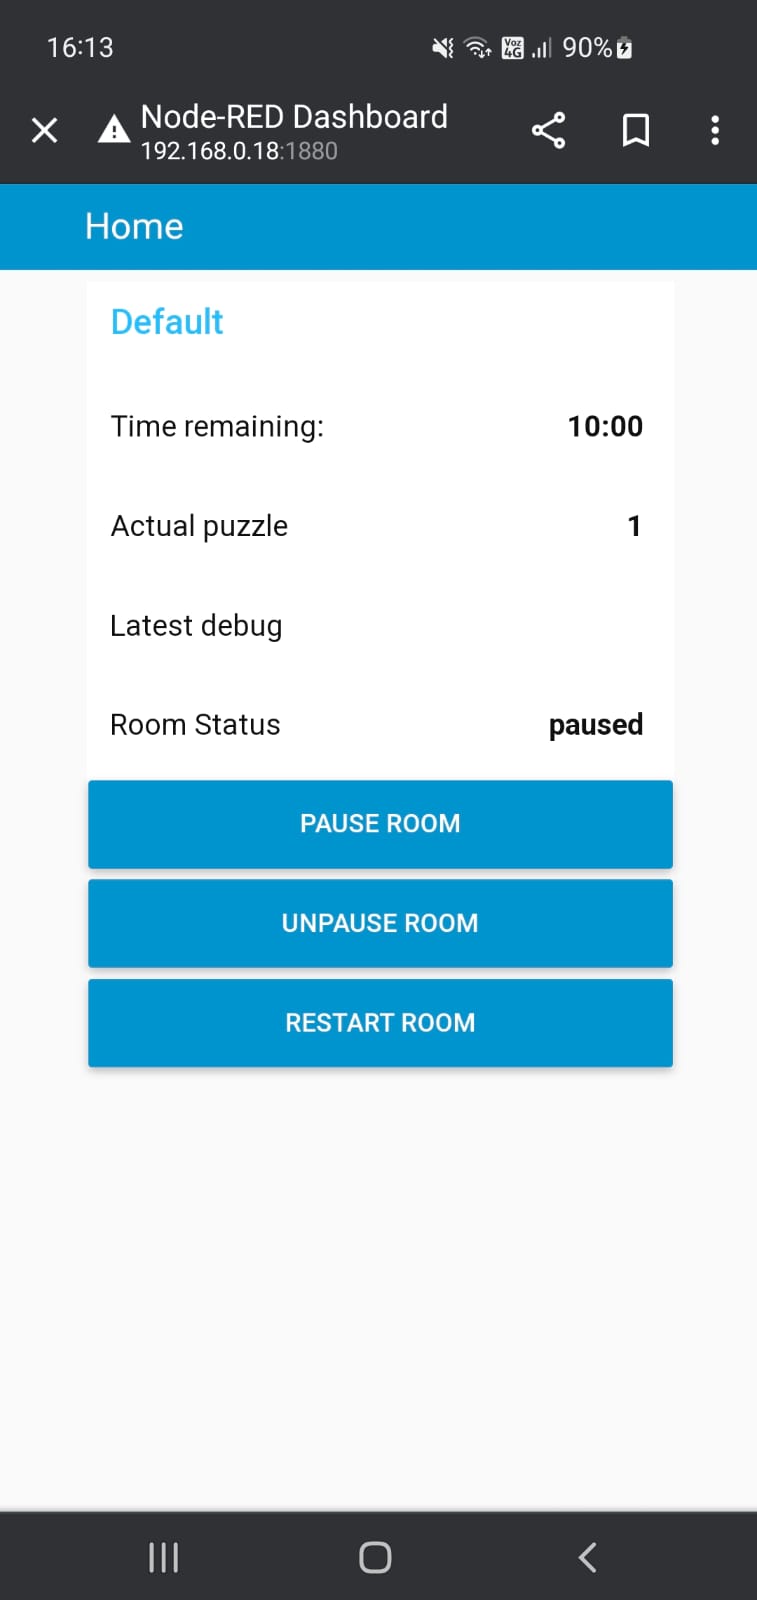 16:13
Voz 4G
90%
Node-RED Dashboard
192.168.0.18:1880
Home
Default
Time remaining: 10:00
Actual puzzle 1
Latest debug
Room Status paused
PAUSE ROOM
UNPAUSE ROOM
RESTART ROOM